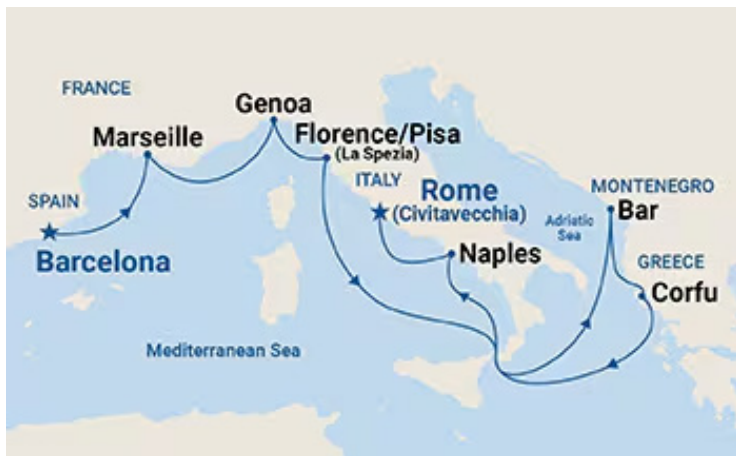 FRANCE
Genoa
Marseille
Florence/Pisa
(La Spezia)
SPAIN
ITALY
Rome
(Civitavecchia)
MONTENEGRO
Bar
Adriatic
Sea
Barcelona
Naples
GREECE
Corfu
Mediterranean Sea